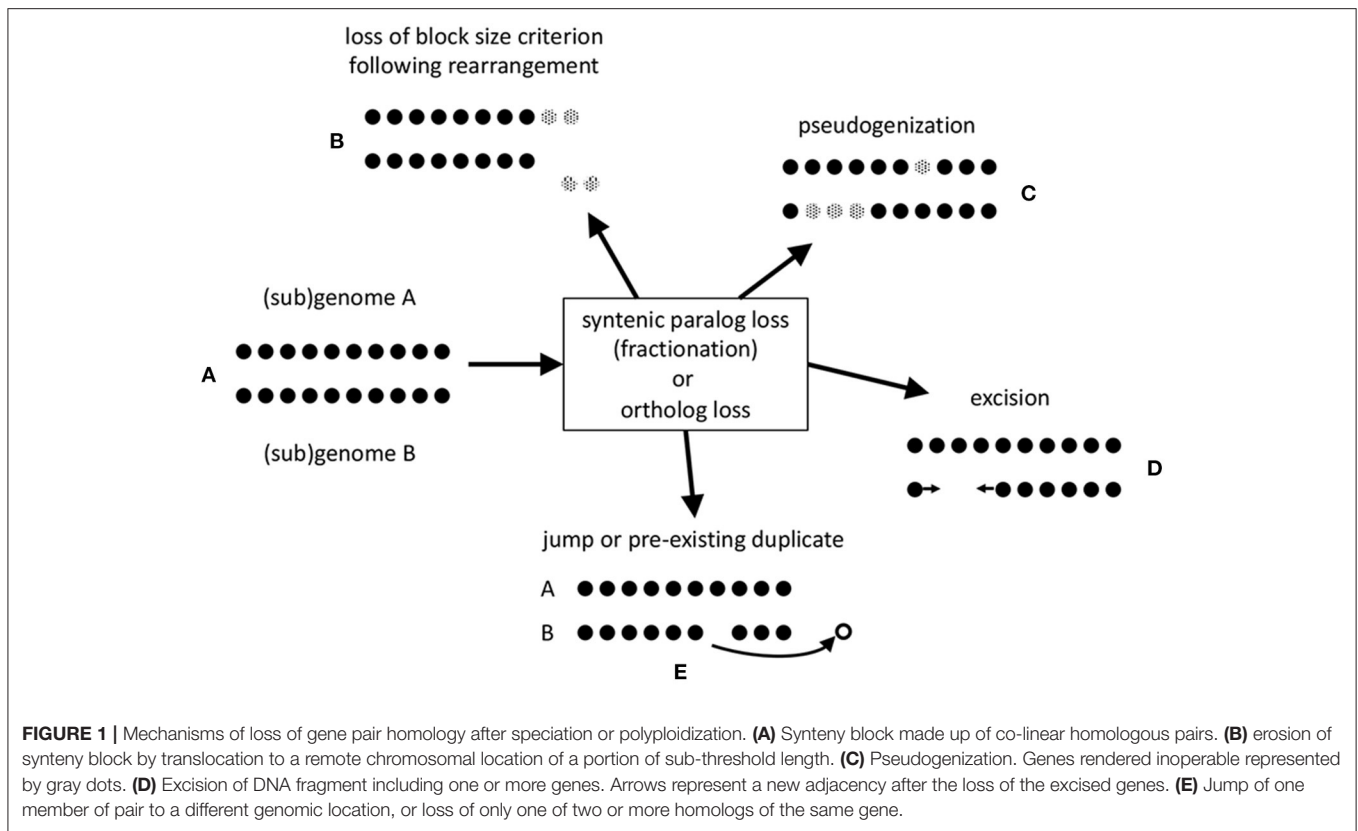 loss of block size criterion
following rearrangement
B
pseudogenization
C
(sub)genome A
A
(sub)genome B
syntenic paralog loss
(fractionation)
or
ortholog loss
excision
D
jump or pre-existing duplicate
A
B
E
FIGURE 1 | Mechanisms of loss of gene pair homology after speciation or polyploidization. (A) Synteny block made up of co-linear homologous pairs. (B) erosion of
synteny block by translocation to a remote chromosomal location of a portion of sub-threshold length. (C) Pseudogenization. Genes rendered inoperable represented
by gray dots. (D) Excision of DNA fragment including one or more genes. Arrows represent a new adjacency after the loss of the excised genes. (E) Jump of one
member of pair to a different genomic location, or loss of only one of two or more homologs of the same gene.